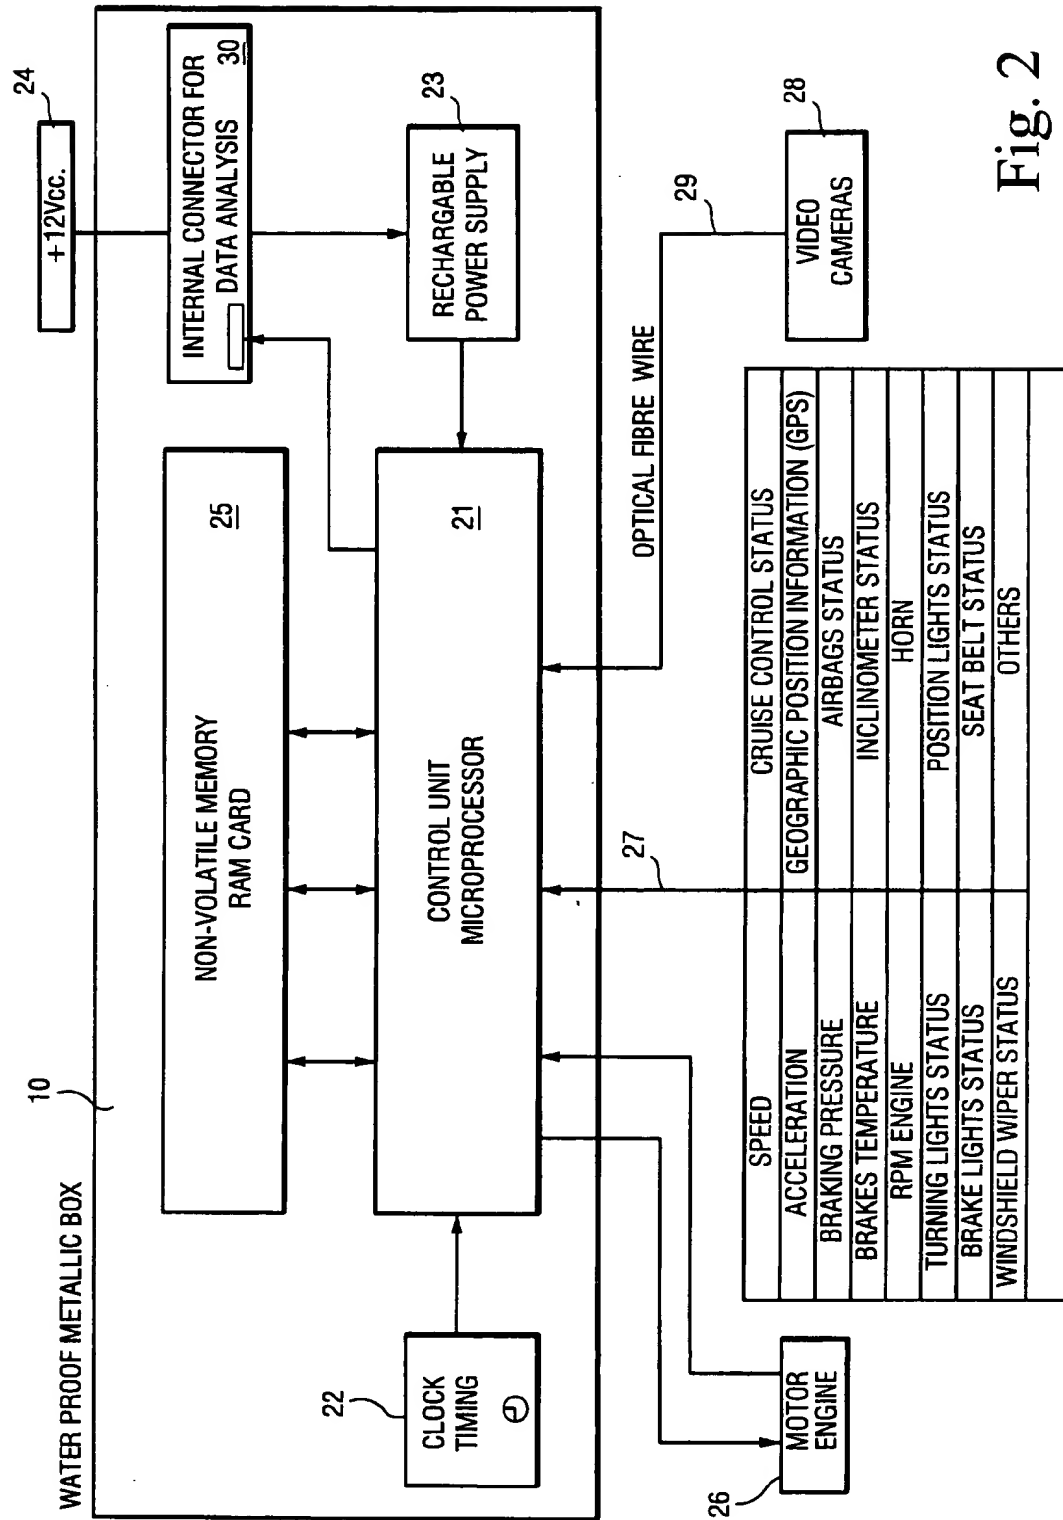 WATER PROOF METALLIC BOX
10
24
+12Vcc.
NON-VOLATILE MEMORY
RAM CARD
25
INTERNAL CONNECTOR FOR
DATA ANALYSIS
30
22
CLOCK
TIMING
CONTROL UNIT
MICROPROCESSOR
21
RECHARGABLE
POWER SUPPLY
23
27
OPTICAL FIBRE WIRE
29
26
MOTOR
ENGINE
SPEED CRUISE CONTROL STATUS
ACCELERATION GEOGRAPHIC POSITION INFORMATION (GPS)
BRAKING PRESSURE AIRBAGS STATUS
BRAKES TEMPERATURE INCLINOMETER STATUS
RPM ENGINE HORN
TURNING LIGHTS STATUS POSITION LIGHTS STATUS
BRAKE LIGHTS STATUS SEAT BELT STATUS
WINDSHIELD WIPER STATUS OTHERS
VIDEO
CAMERAS
28
Fig. 2